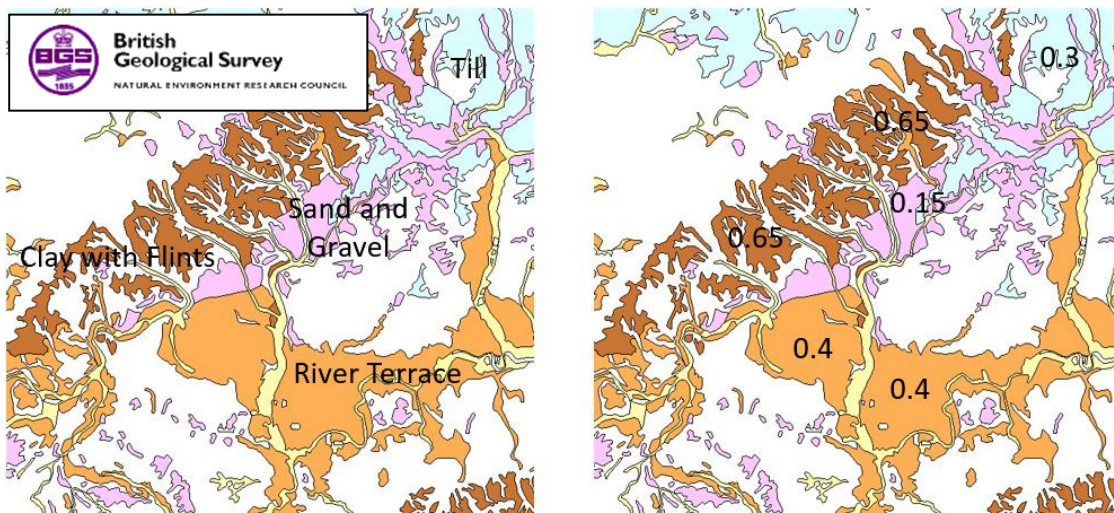 BGS
1835
British
Geological Survey
NATURAL ENVIRONMENT RESEARCH COUNCIL
Till
Sand and
Gravel
Clay with Flints
River Terrace
0.3
0.65
0.15
0.65
0.4
0.4